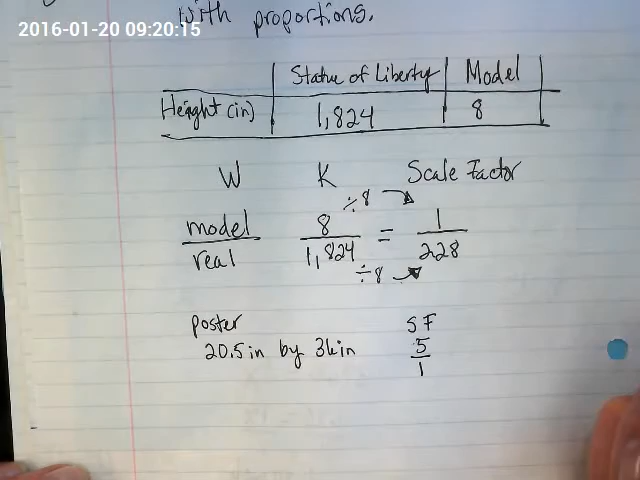 with proportions.
2016-01-20 09:20:15
Statue of Liberty Model
Height (in) 1,824 8
W K Scale Factor
÷8
model/real 8/1,824 = 1/228
÷8
poster SF
20.5 in by 36 in 5/1